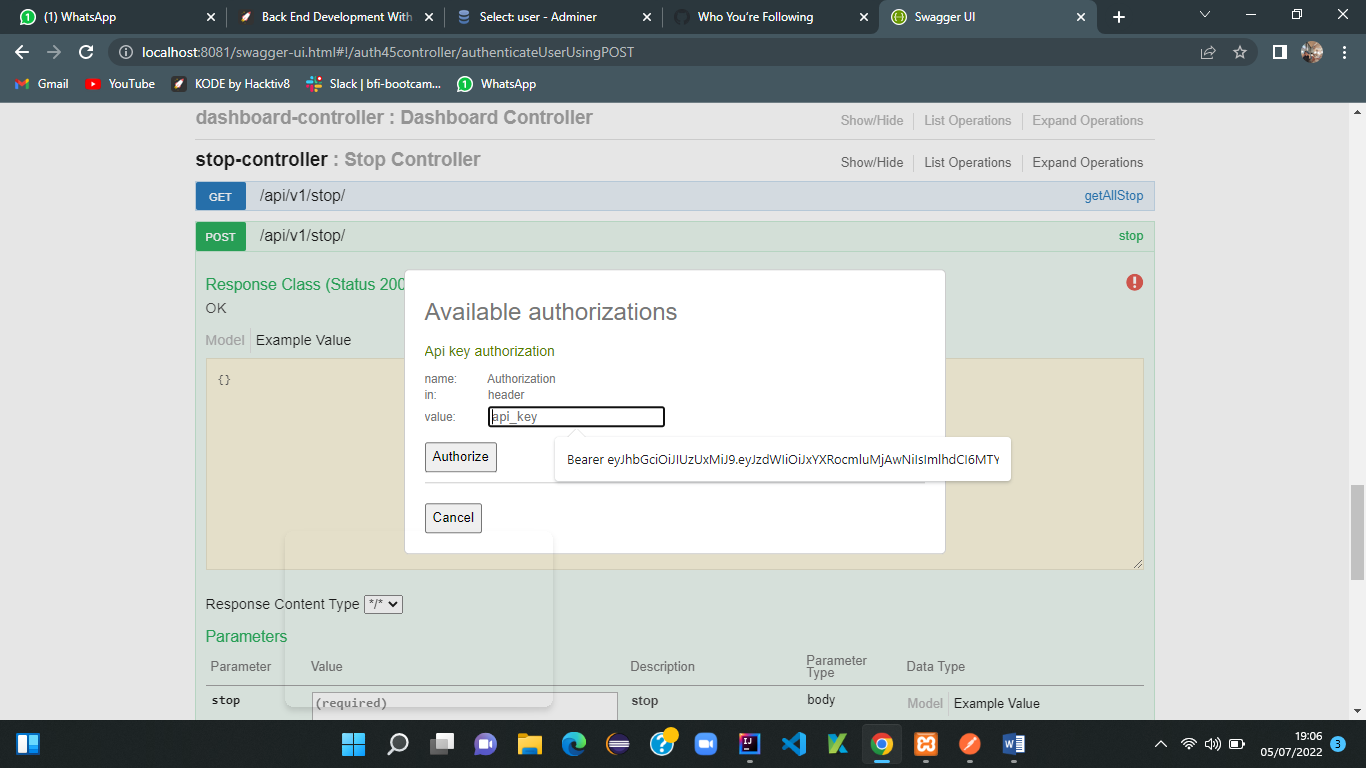 (1) WhatsApp
Back End Development With
Select: user - Adminer
Who You're Following
Swagger UI
localhost:8081/swagger-ui.html#!/auth45controller/authenticateUserUsingPOST
Gmail
YouTube
KODE by Hacktiv8
Slack | bfi-bootcam...
WhatsApp
dashboard-controller : Dashboard Controller
Show/Hide
List Operations
Expand Operations
stop-controller : Stop Controller
Show/Hide
List Operations
Expand Operations
GET /api/v1/stop/ getAllStop
POST /api/v1/stop/ stop
Response Class (Status 200
OK
Model Example Value
{}
Available authorizations
Api key authorization
name: Authorization
in: header
value: api_key
Bearer eyJhbGciOiJIUzUxMiJ9.eyJzdWIiOiJxYXRocmluMjAwNiIsImlhdCI6MTY
Authorize
Cancel
Response Content Type */*
Parameters
Parameter Value Description Parameter Type Data Type
stop (required) stop body Model Example Value
19:06
05/07/2022
3